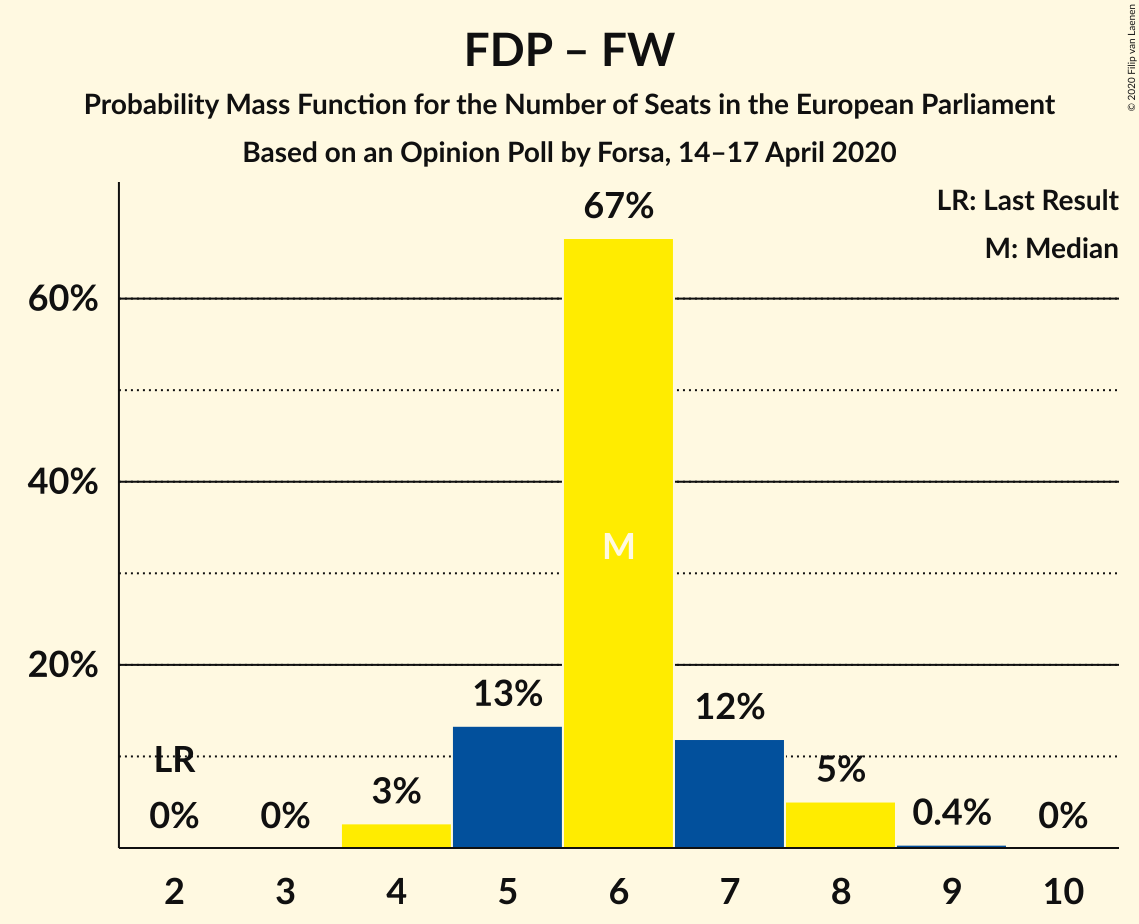 FDP – FW
Probability Mass Function for the Number of Seats in the European Parliament
Based on an Opinion Poll by Forsa, 14–17 April 2020
© 2020 Filip van Laenen
LR: Last Result
M: Median
67%
60%
40%
M
20%
13%
12%
LR
5%
3%
0%
0%
0.4%
0%
2 3 4 5 6 7 8 9 10